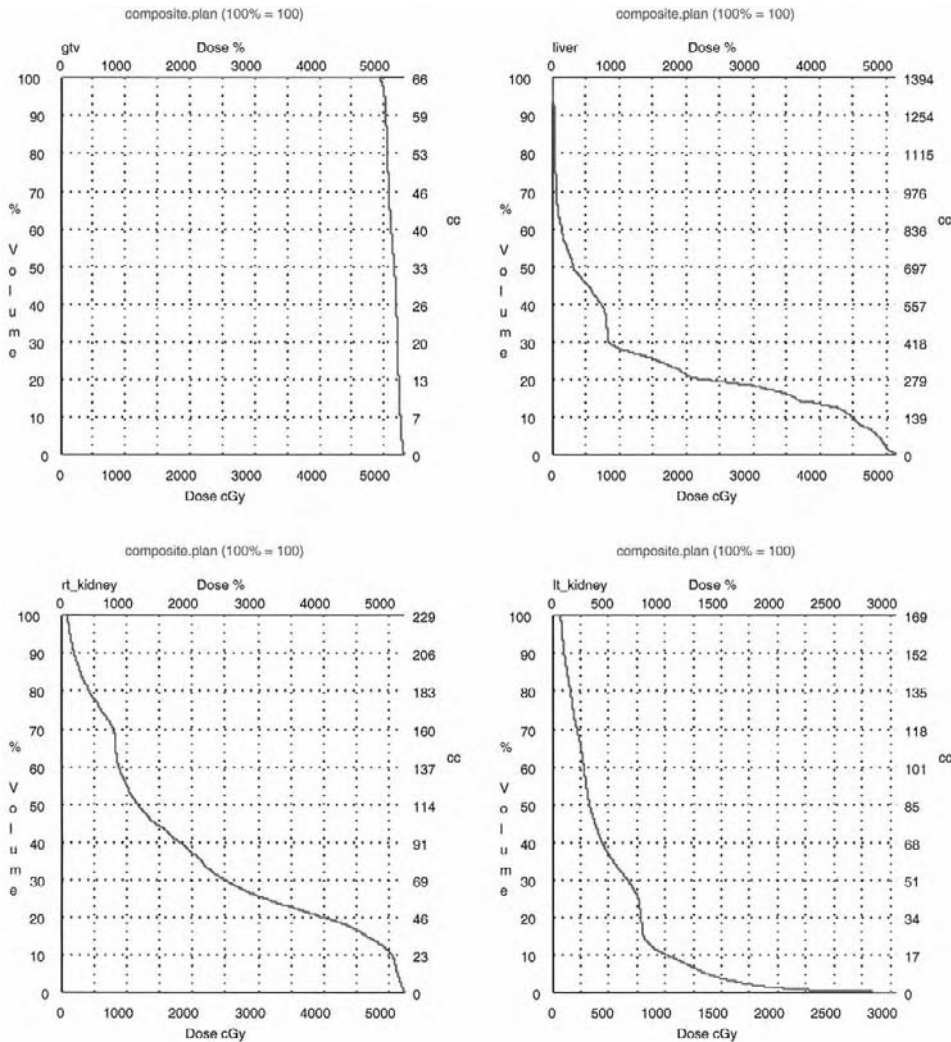 composite.plan (100% = 100)
gtv Dose %
0 1000 2000 3000 4000 5000
100 66
90 59
80 53
70 46
60 40
50 33
40 26
30 20
20 13
10 7
0 0
% Volume
cc
0 1000 2000 3000 4000 5000
Dose cGy
composite.plan (100% = 100)
liver Dose %
0 1000 2000 3000 4000 5000
100 1394
90 1254
80 1115
70 976
60 836
50 697
40 557
30 418
20 279
10 139
0 0
% Volume
cc
0 1000 2000 3000 4000 5000
Dose cGy
composite.plan (100% = 100)
rt_kidney Dose %
0 1000 2000 3000 4000 5000
100 229
90 206
80 183
70 160
60 137
50 114
40 91
30 69
20 46
10 23
0 0
% Volume
cc
0 1000 2000 3000 4000 5000
Dose cGy
composite.plan (100% = 100)
lt_kidney Dose %
0 500 1000 1500 2000 2500 3000
100 169
90 152
80 135
70 118
60 101
50 85
40 68
30 51
20 34
10 17
0 0
% Volume
cc
0 500 1000 1500 2000 2500 3000
Dose cGy